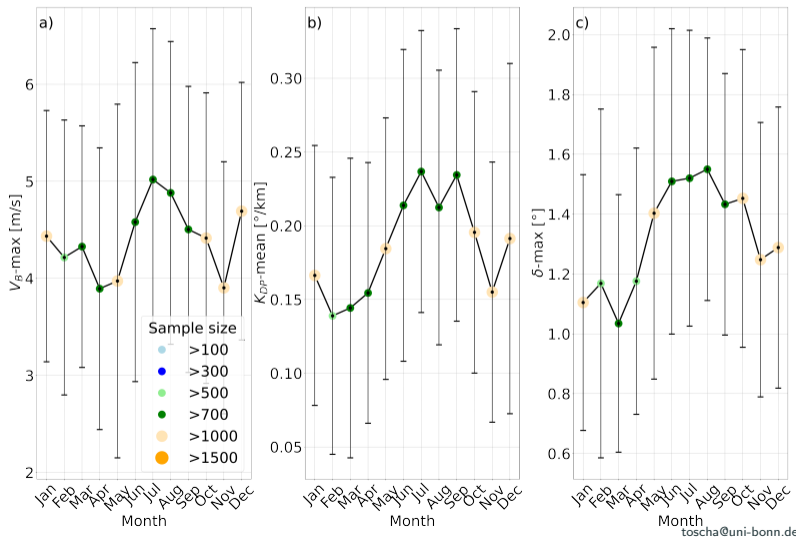 a)
6
5
4
3
2
V_B-max [m/s]
Sample size
>100
>300
>500
>700
>1000
>1500
Jan Feb Mar Apr May Jun Jul Aug Sep Oct Nov Dec
Month
b)
0.30
0.25
0.20
0.15
0.10
0.05
K_DP-mean [°/km]
Jan Feb Mar Apr May Jun Jul Aug Sep Oct Nov Dec
Month
c)
2.0
1.8
1.6
1.4
1.2
1.0
0.8
0.6
δ-max [°]
Jan Feb Mar Apr May Jun Jul Aug Sep Oct Nov Dec
Month
toscha@uni-bonn.de